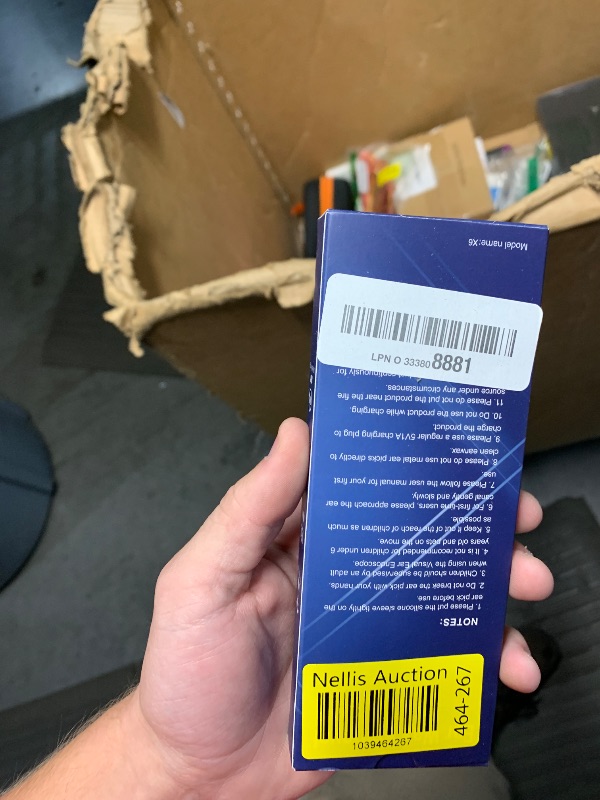 NOTES:
1. Please put the silicone sleeve tightly on the
ear pick before use.
2. Do not break the ear pick with your hands.
3. Children should be supervised by an adult
when using the Visual Ear Endoscope.
4. It is not recommended for children under 6
years old and pets on the move.
5. Keep it out of the reach of children as much
as possible.
6. For first-time users, please approach the ear
canal gently and slowly.
7. Please follow the user manual for your first
use.
8. Please do not use metal ear picks to directly
clean earwax.
9. Please use a regular 5V1A charging plug to
charge the product.
10. Do not use the product while charging.
11. Please do not put the product near the fire
source under any circumstances.
continuously for
Model name:X6
LPN O 33380 8881
Nellis Auction
1039464267
464-267